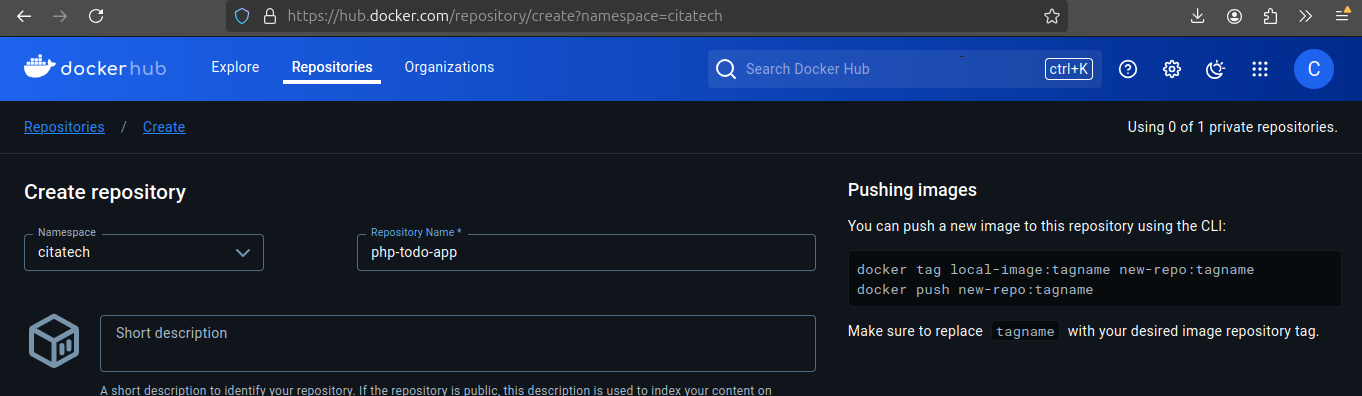 https://hub.docker.com/repository/create?namespace=citatech
dockerhub Explore Repositories Organizations Search Docker Hub ctrl+K C
Repositories / Create Using 0 of 1 private repositories.
Create repository
Namespace
citatech
Repository Name *
php-todo-app
Short description
A short description to identify your repository. If the repository is public, this description is used to index your content on
Pushing images
You can push a new image to this repository using the CLI:
docker tag local-image:tagname new-repo:tagname
docker push new-repo:tagname
Make sure to replace tagname with your desired image repository tag.